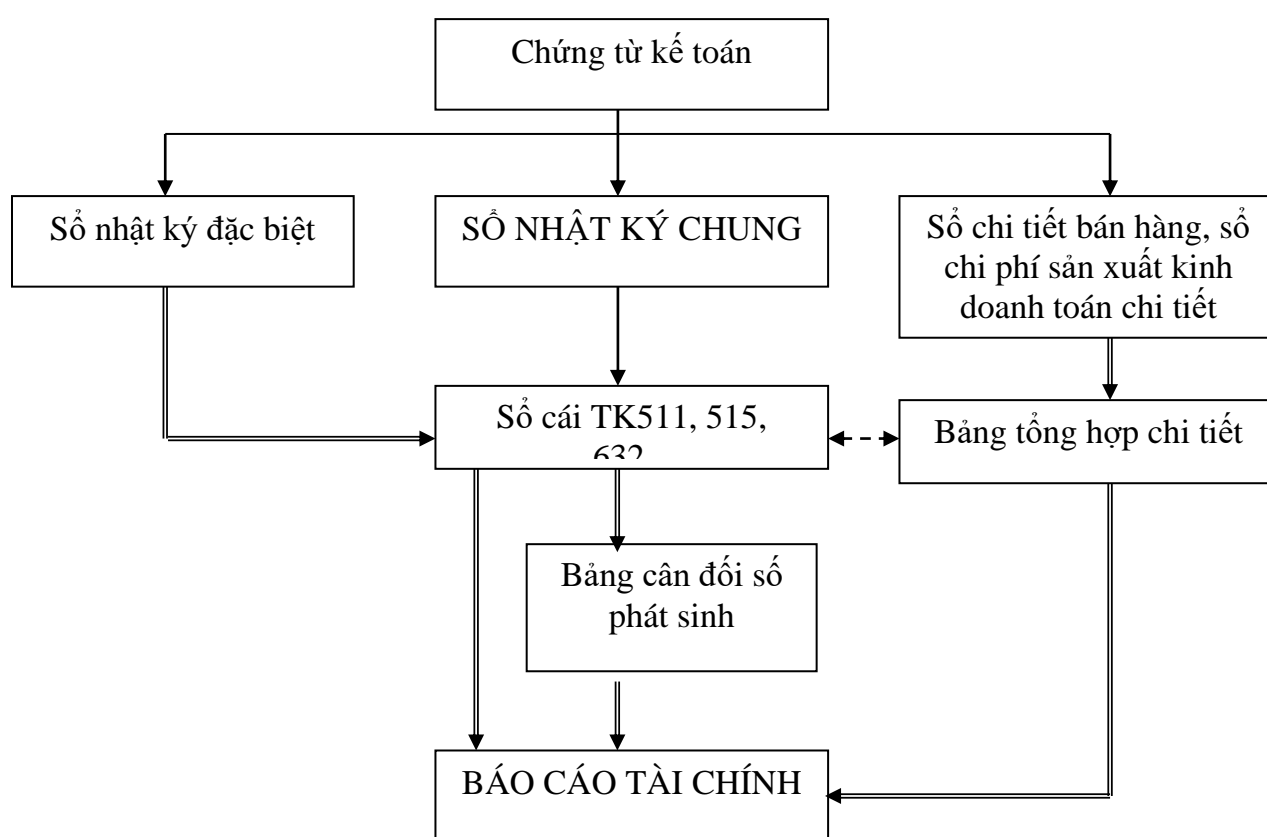 Chứng từ kế toán
Sổ nhật ký đặc biệt
SỔ NHẬT KÝ CHUNG
Sổ chi tiết bán hàng, sổ
chi phí sản xuất kinh
doanh toán chi tiết
Sổ cái TK511, 515,
632
Bảng tổng hợp chi tiết
Bảng cân đối số
phát sinh
BÁO CÁO TÀI CHÍNH